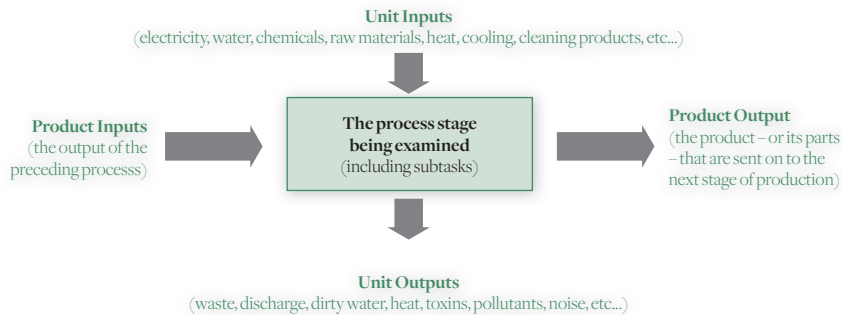 Unit Inputs
(electricity, water, chemicals, raw materials, heat, cooling, cleaning products, etc...)
Product Inputs
(the output of the
preceding processs)
The process stage
being examined
(including subtasks)
Product Output
(the product – or its parts
– that are sent on to the
next stage of production)
Unit Outputs
(waste, discharge, dirty water, heat, toxins, pollutants, noise, etc...)